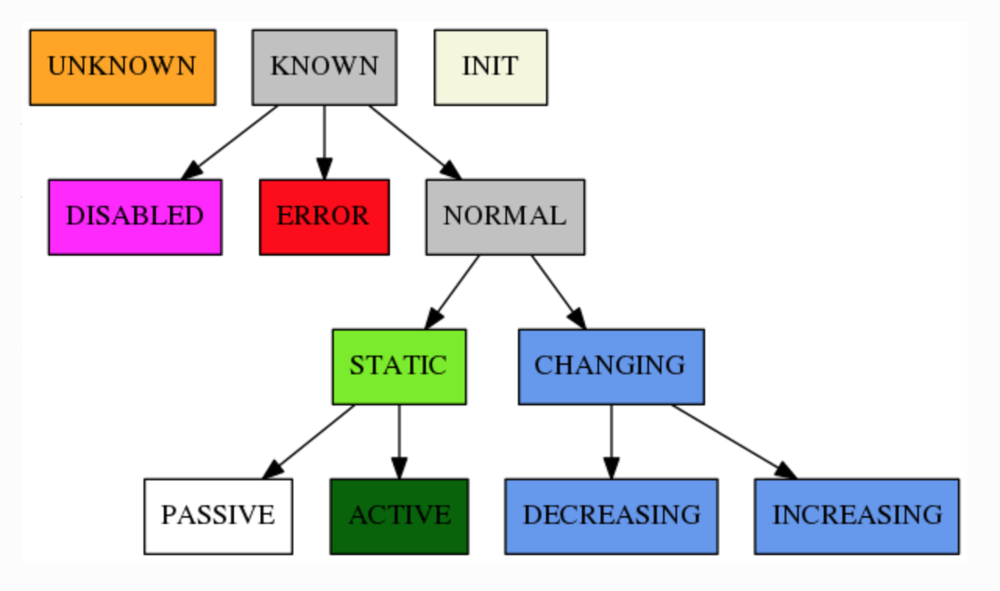 UNKNOWN
KNOWN
INIT
DISABLED
ERROR
NORMAL
STATIC
CHANGING
PASSIVE
ACTIVE
DECREASING
INCREASING